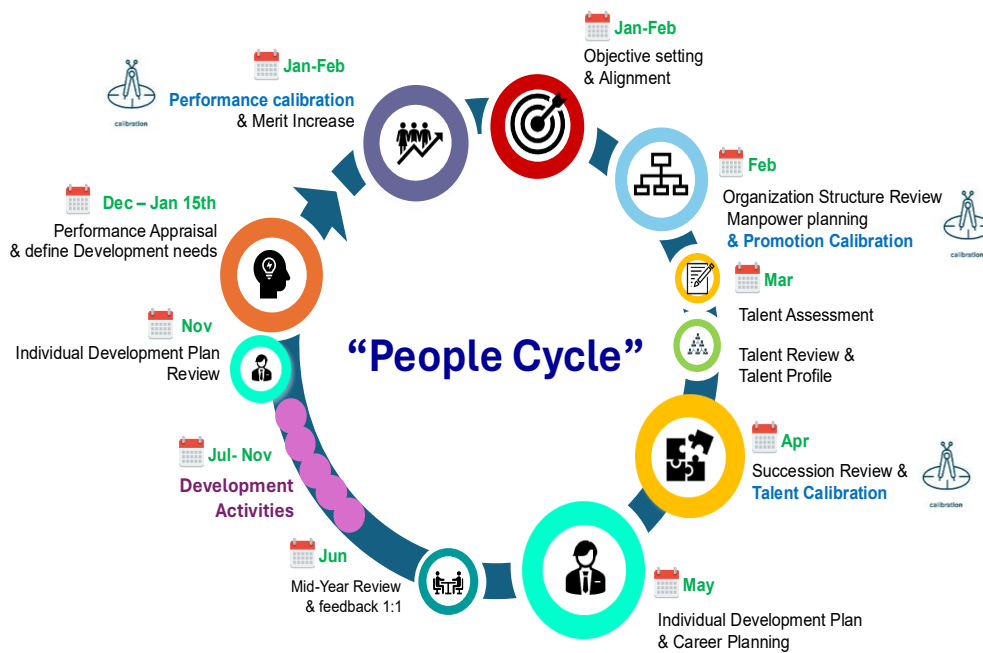 Jan-Feb
Objective setting
& Alignment
Feb
Organization Structure Review
Manpower planning
& Promotion Calibration
calibration
Mar
Talent Assessment
Talent Review &
Talent Profile
Apr
Succession Review &
Talent Calibration
calibration
May
Individual Development Plan
& Career Planning
Jun
Mid-Year Review
& feedback 1:1
Jul- Nov
Development
Activities
Nov
Individual Development Plan
Review
Dec – Jan 15th
Performance Appraisal
& define Development needs
Jan-Feb
Performance calibration
& Merit Increase
calibration
“People Cycle”